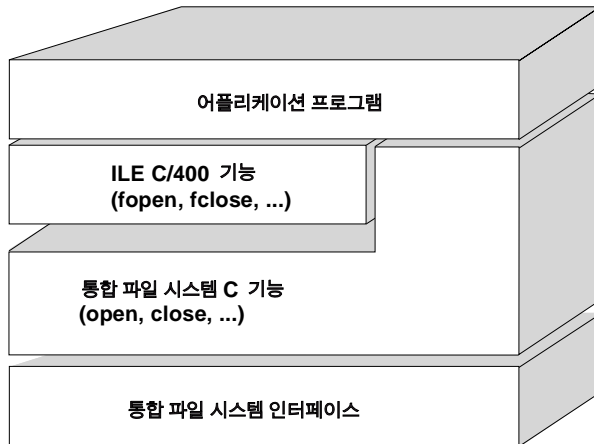 어플리케이션 프로그램
ILE C/400 기능
(fopen, fclose, ...)
통합 파일 시스템 C 기능
(open, close, ...)
통합 파일 시스템 인터페이스